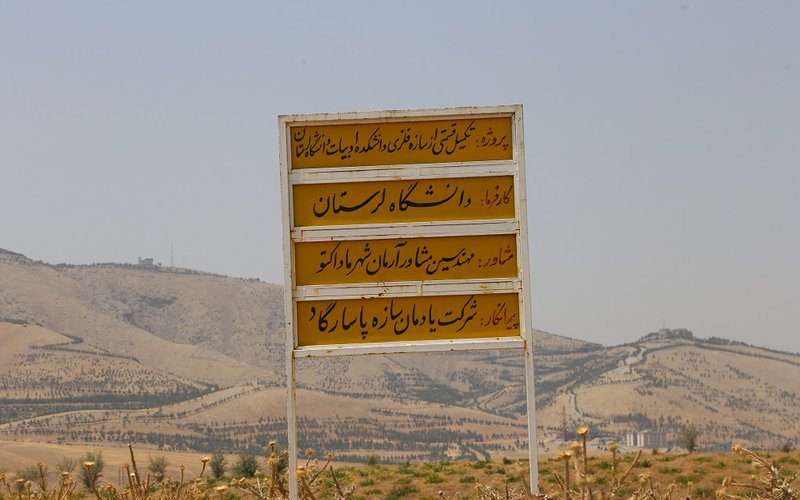 پروژه: تکمیل قسمتی از سازه فلزی دانشکده ادبیات دانشگاه لرستان
کارفرما: دانشگاه لرستان
مشاور: مهندسین مشاور آرمان شهر ماداکتو
پیمانکار: شرکت یادمان سازه پاسارگاد